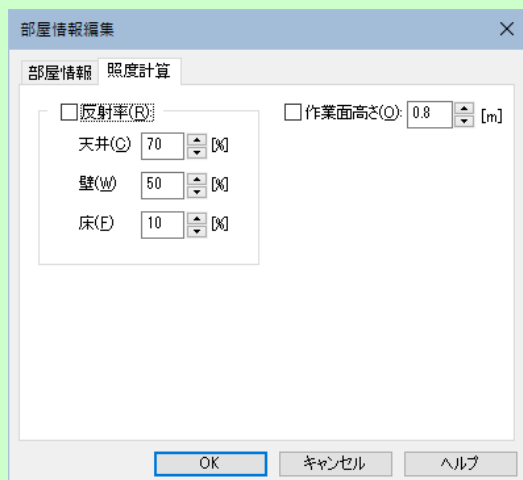 部屋情報編集
部屋情報 照度計算
反射率(R):
作業面高さ(O): 0.8 [m]
天井(C) 70 [%]
壁(W) 50 [%]
床(F) 10 [%]
OK キャンセル ヘルプ